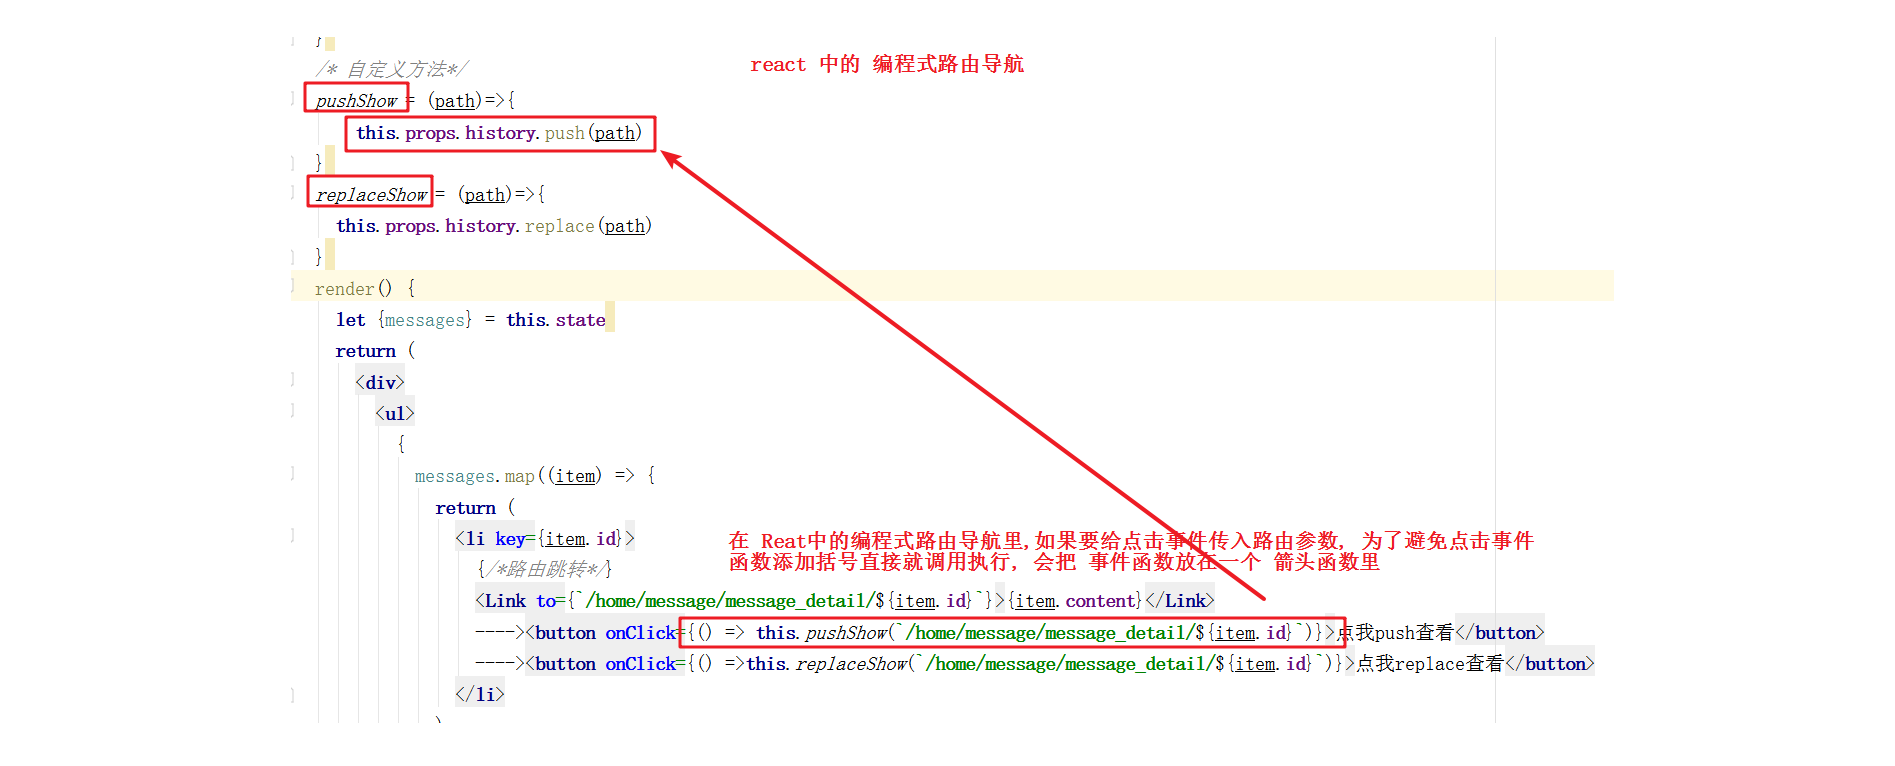 }
/* 自定义方法*/
react 中的 编程式路由导航
pushShow = (path)=>{
this.props.history.push(path)
}
replaceShow = (path)=>{
this.props.history.replace(path)
}
render() {
let {messages} = this.state
return (
<div>
<ul>
{
messages.map((item) => {
return (
<li key={item.id}>
在 Reat中的编程式路由导航里,如果要给点击事件传入路由参数, 为了避免点击事件
函数添加括号直接就调用执行, 会把 事件函数放在一个 箭头函数里
{/*路由跳转*/}
<Link to={`/home/message/message_detail/${item.id}`}>{item.content}</Link>
----><button onClick={() => this.pushShow(`/home/message/message_detail/${item.id}`)}>点我push查看</button>
----><button onClick={() =>this.replaceShow(`/home/message/message_detail/${item.id}`)}>点我replace查看</button>
</li>
)